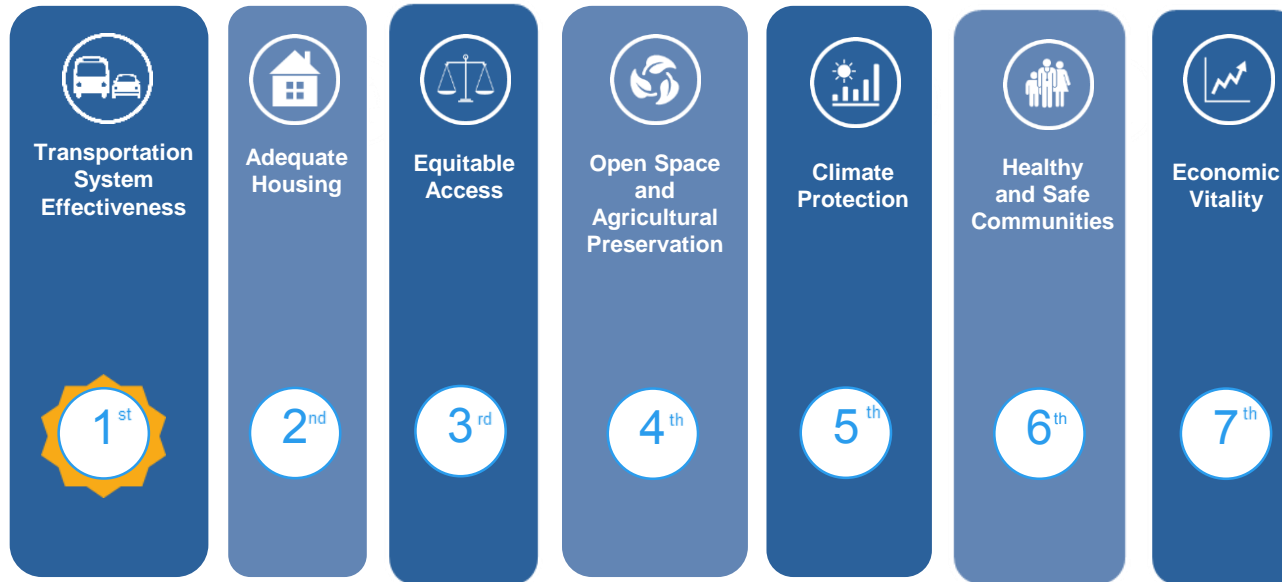 Transportation
System
Effectiveness
1st
Adequate
Housing
2nd
Equitable
Access
3rd
Open Space
and
Agricultural
Preservation
4th
Climate
Protection
5th
Healthy
and Safe
Communities
6th
Economic
Vitality
7th